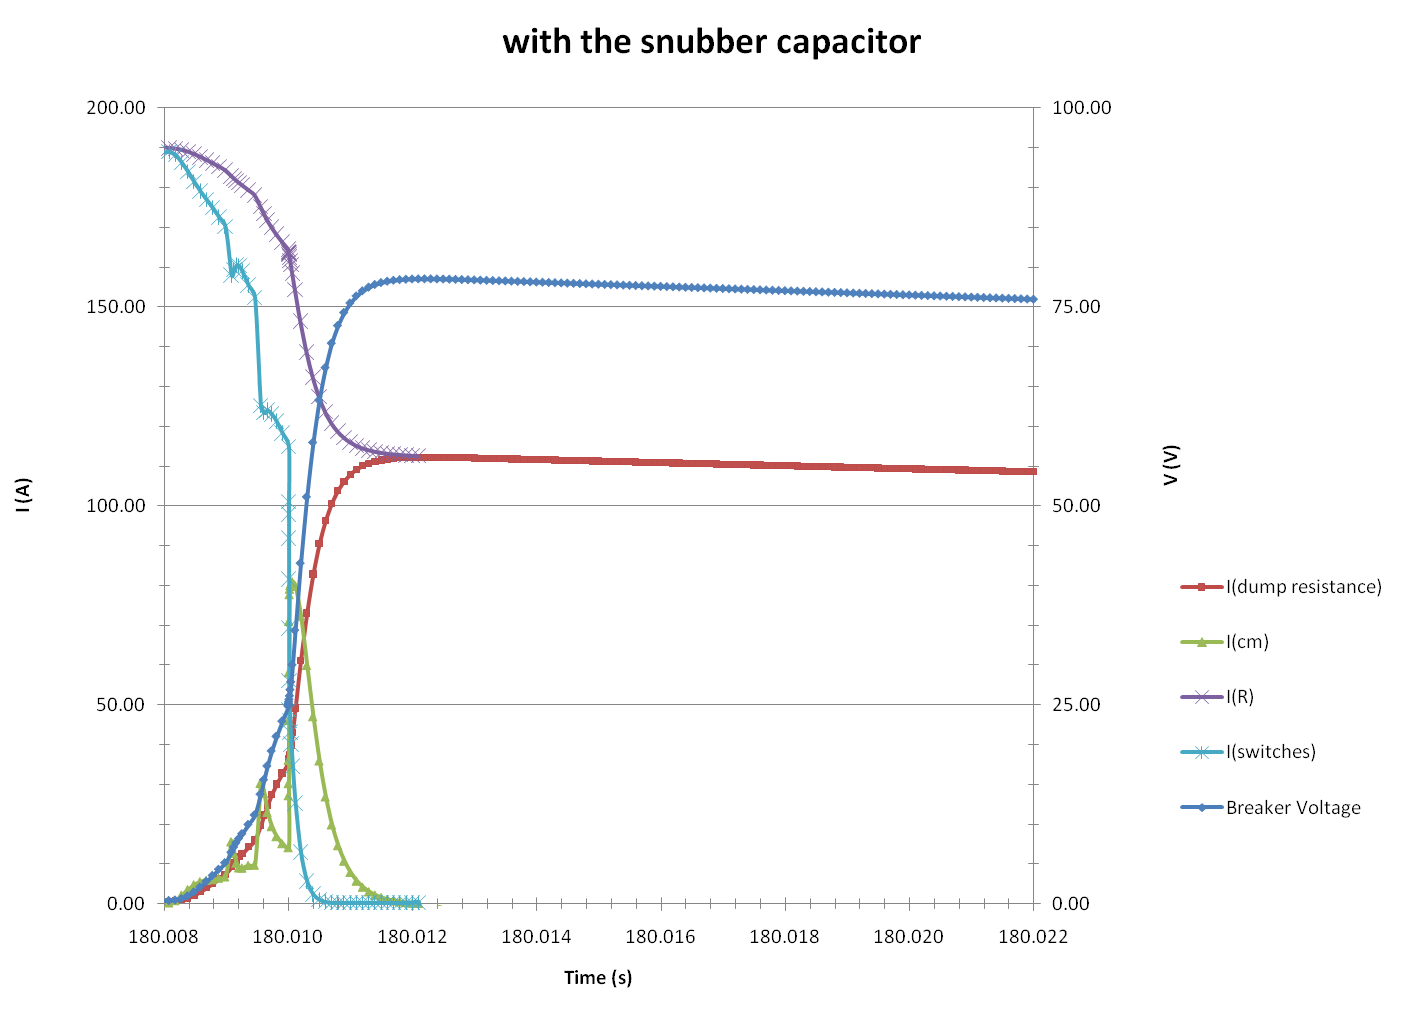 with the snubber capacitor
200.00
150.00
100.00
50.00
0.00
100.00
75.00
50.00
25.00
0.00
I (A)
V (V)
180.008 180.010 180.012 180.014 180.016 180.018 180.020 180.022
Time (s)
I(dump resistance)
I(cm)
I(R)
I(switches)
Breaker Voltage